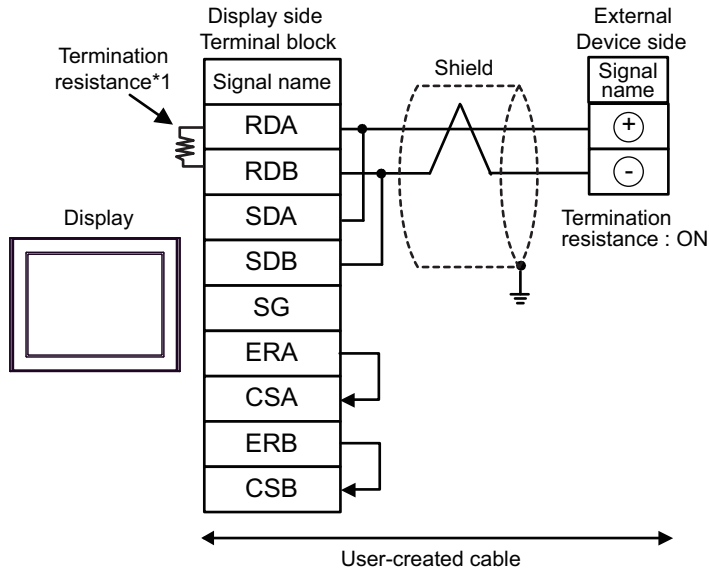 Display side
Terminal block
External
Device side
Termination
resistance*1
Signal name
Shield
Signal
name
RDA
+
RDB
-
SDA
Display
Termination
resistance : ON
SDB
SG
ERA
CSA
ERB
CSB
User-created cable